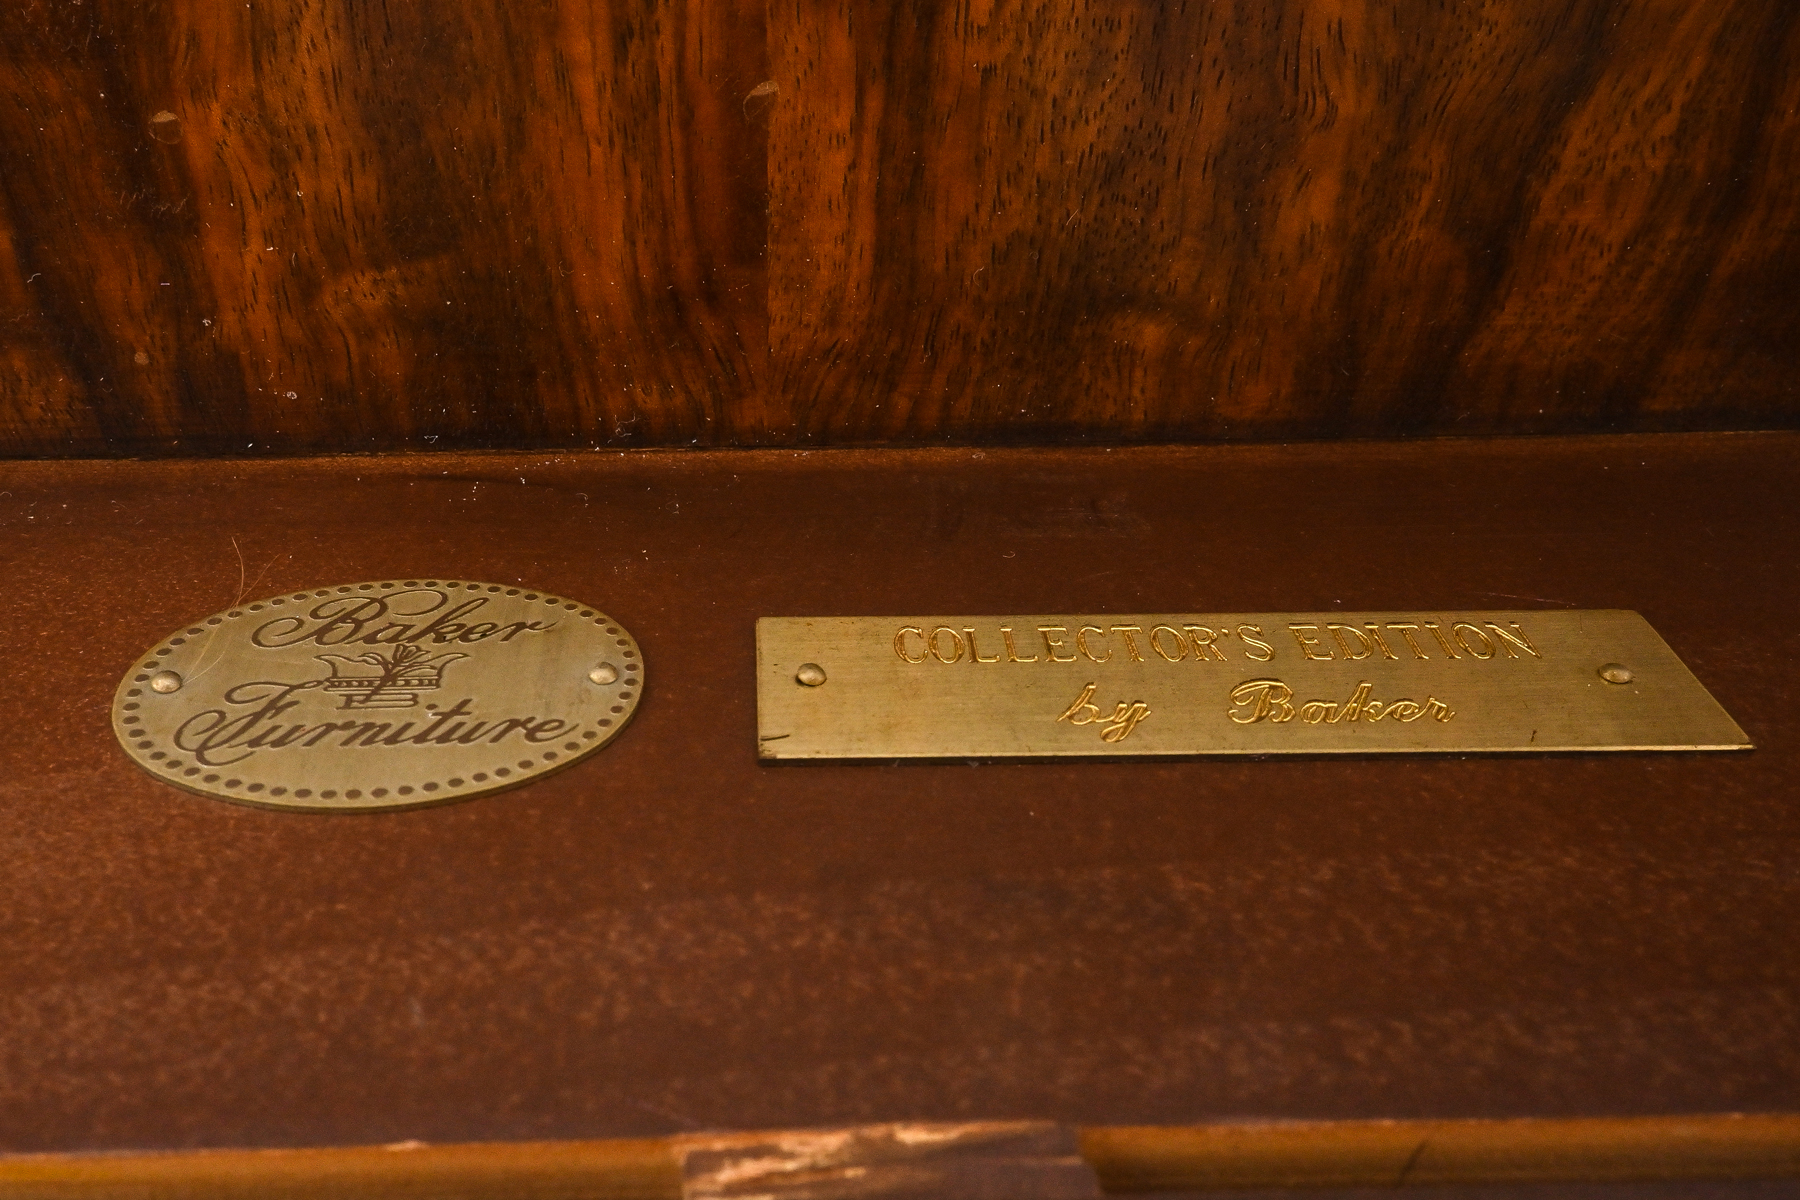 Baker
Furniture
COLLECTOR'S EDITION
by Baker